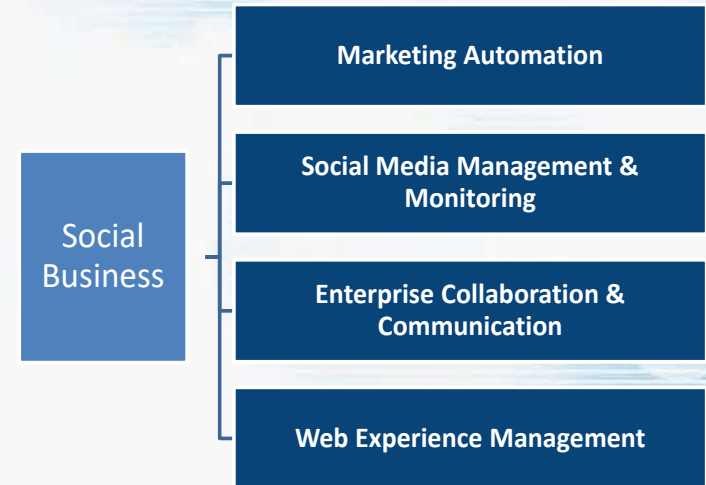 Marketing Automation
Social Media Management &
Monitoring
Social
Business
Enterprise Collaboration &
Communication
Web Experience Management